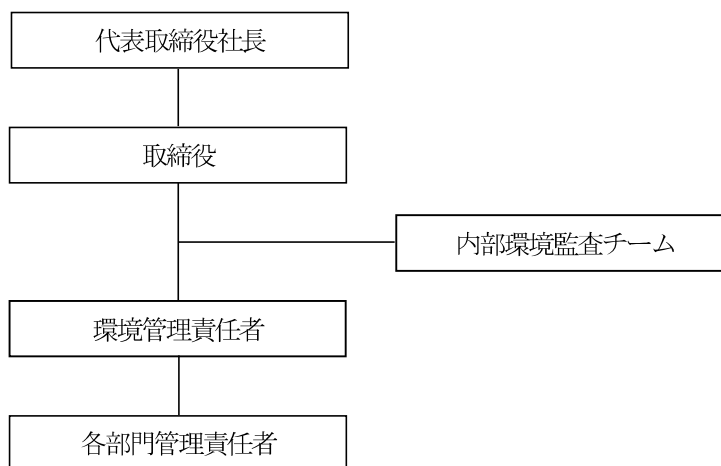 代表取締役社長
取締役
内部環境監査チーム
環境管理責任者
各部門管理責任者